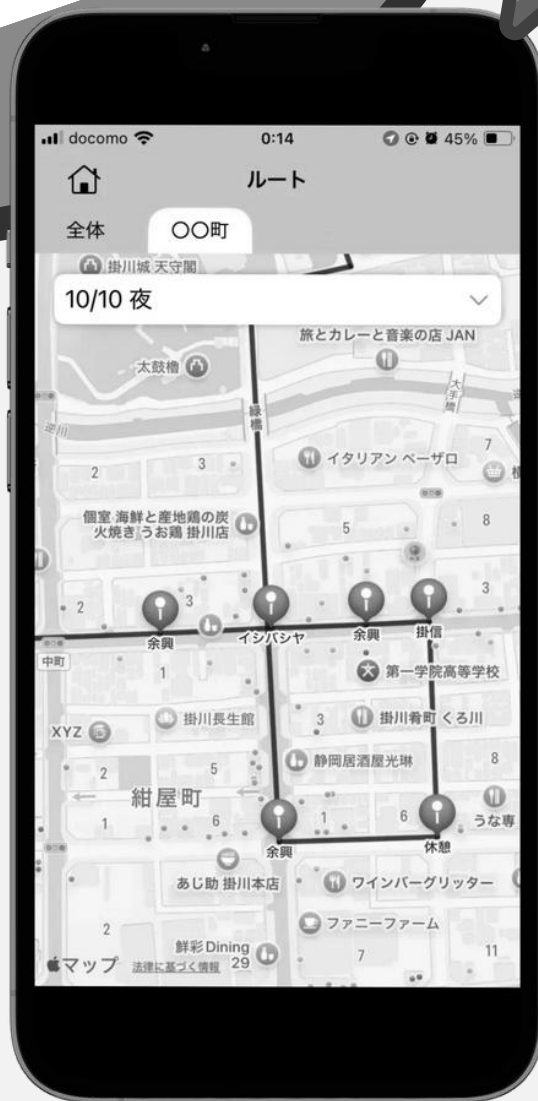 docomo
0:14
45%
ルート
全体
〇〇町
掛川城 天守閣
10/10 夜
旅とカレーと音楽の店 JAN
太鼓櫓
大手橋
緑橋
逆川
7
イタリアン ペーザロ
2
3
個室 海鮮と産地鶏の炭
火焼き うお鶏 掛川店
5
8
2
3
3
余興
イシバシヤ
余興
掛信
中町
1
第一学院高等学校
掛川長生館
3
掛川肴町 くろ川
XYZ
静岡居酒屋光琳
2
5
8
紺屋町
1
6
1
6
うな専
余興
休憩
あじ助 掛川本店
ワインバーグリッター
ファニーファーム
2
鮮彩 Dining
29
7
11
マップ
法律に基づく情報